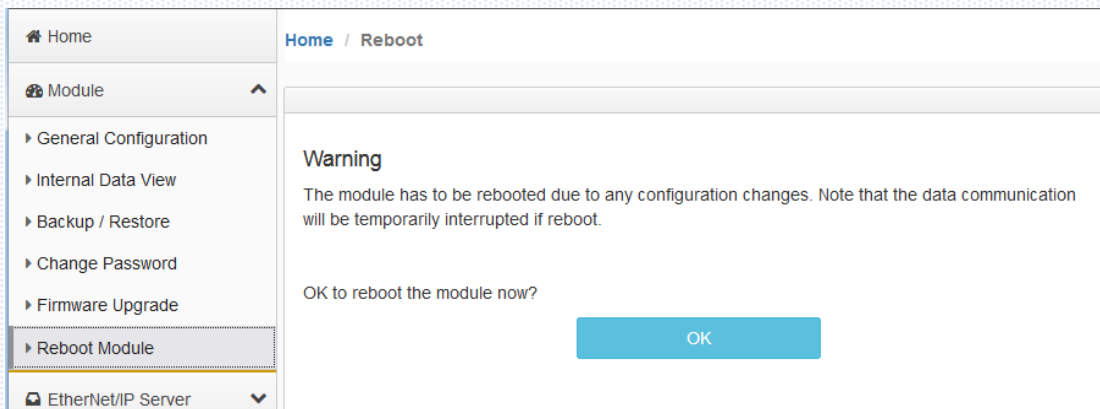 Home
Module
General Configuration
Internal Data View
Backup / Restore
Change Password
Firmware Upgrade
Reboot Module
EtherNet/IP Server
Home / Reboot
Warning
The module has to be rebooted due to any configuration changes. Note that the data communication
will be temporarily interrupted if reboot.
OK to reboot the module now?
OK